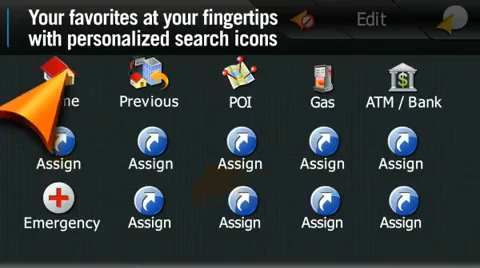 Your favorites at your fingertips
with personalized search icons
Edit
Previous
POI
Gas
ATM / Bank
Assign
Assign
Assign
Assign
Assign
Emergency
Assign
Assign
Assign
Assign